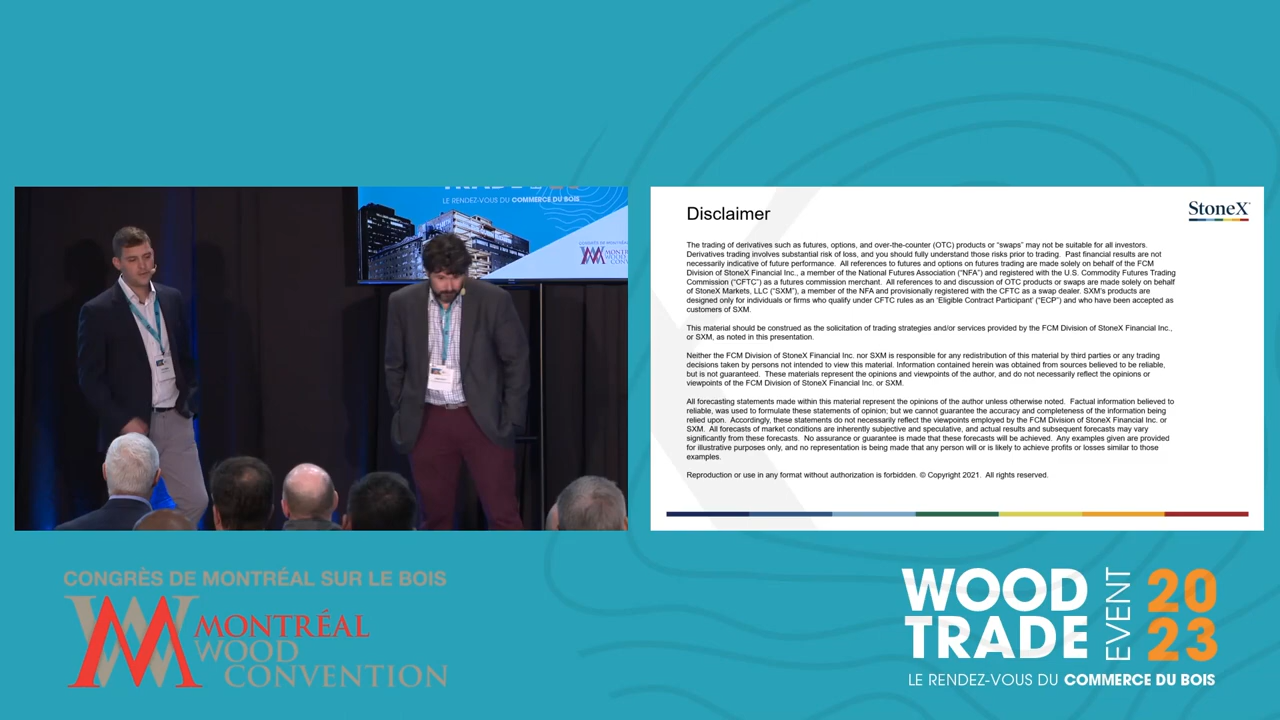 LE RENDEZ-VOUS DU COMMERCE DU BOIS
MONTRÉAL
WOOD
StoneX
Disclaimer
The trading of derivatives such as futures, options, and over-the-counter (OTC) products or “swaps” may not be suitable for all investors.
Derivatives trading involves substantial risk of loss, and you should fully understand those risks prior to trading.  Past financial results are not
necessarily indicative of future performance.  All references to futures and options on futures trading are made solely on behalf of the FCM
Division of StoneX Financial Inc., a member of the National Futures Association (“NFA”) and registered with the U.S. Commodity Futures Trading
Commission (“CFTC”) as a futures commission merchant.  All references to and discussion of OTC products or swaps are made solely on behalf
of StoneX Markets, LLC (“SXM”), a member of the NFA and provisionally registered with the CFTC as a swap dealer. SXM’s products are
designed only for individuals or firms who qualify under CFTC rules as an ‘Eligible Contract Participant’ (“ECP”) and who have been accepted as
customers of SXM.
This material should be construed as the solicitation of trading strategies and/or services provided by the FCM Division of StoneX Financial Inc.,
or SXM, as noted in this presentation.
Neither the FCM Division of StoneX Financial Inc. nor SXM is responsible for any redistribution of this material by third parties or any trading
decisions taken by persons not intended to view this material. Information contained herein was obtained from sources believed to be reliable,
but is not guaranteed.  These materials represent the opinions and viewpoints of the author, and do not necessarily reflect the opinions or
viewpoints of the FCM Division of StoneX Financial Inc. or SXM.
All forecasting statements made within this material represent the opinions of the author unless otherwise noted.  Factual information believed to
reliable, was used to formulate these statements of opinion; but we cannot guarantee the accuracy and completeness of the information being
relied upon.  Accordingly, these statements do not necessarily reflect the viewpoints employed by the FCM Division of StoneX Financial Inc. or
SXM.  All forecasts of market conditions are inherently subjective and speculative, and actual results and subsequent forecasts may vary
significantly from these forecasts.  No assurance or guarantee is made that these forecasts will be achieved.  Any examples given are provided
for illustrative purposes only, and no representation is being made that any person will or is likely to achieve profits or losses similar to those
examples.
Reproduction or use in any format without authorization is forbidden. © Copyright 2021.  All rights reserved.
CONGRÈS DE MONTRÉAL SUR LE BOIS
MONTRÉAL
WOOD
CONVENTION
WOOD
TRADE
EVENT
20
23
LE RENDEZ-VOUS DU COMMERCE DU BOIS